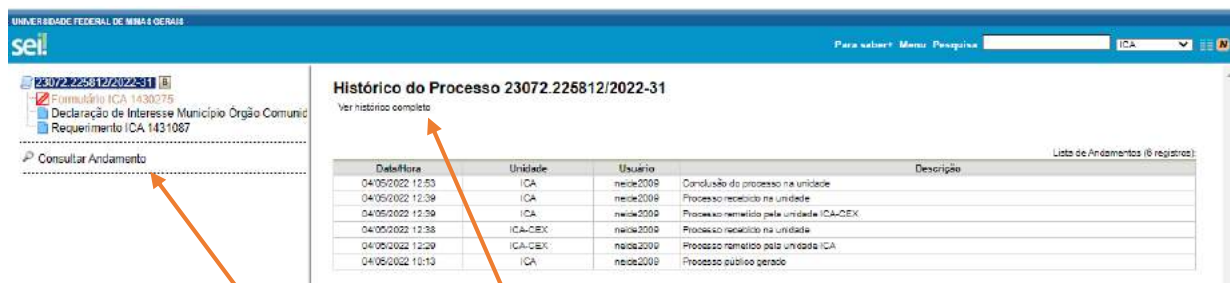 UNIVERSIDADE FEDERAL DE MINAS GERAIS
sei!
Para saber+ Menu Pesquisa
ICA
23072.225812/2022-31
Formulário ICA 1430275
Declaração de Interesse Município Órgão Comunid
Requerimento ICA 1431087
Consultar Andamento
Histórico do Processo 23072.225812/2022-31
Ver histórico completo
Lista de Andamentos (6 registros):
Data/Hora Unidade Usuário Descrição
04/05/2022 12:53 ICA neide2009 Conclusão do processo na unidade
04/05/2022 12:39 ICA neide2009 Processo recebido na unidade
04/05/2022 12:39 ICA neide2009 Processo remetido pela unidade ICA-CEX
04/05/2022 12:38 ICA-CEX neide2009 Processo recebido na unidade
04/05/2022 12:29 ICA-CEX neide2009 Processo remetido pela unidade ICA
04/05/2022 10:13 ICA neide2009 Processo público gerado